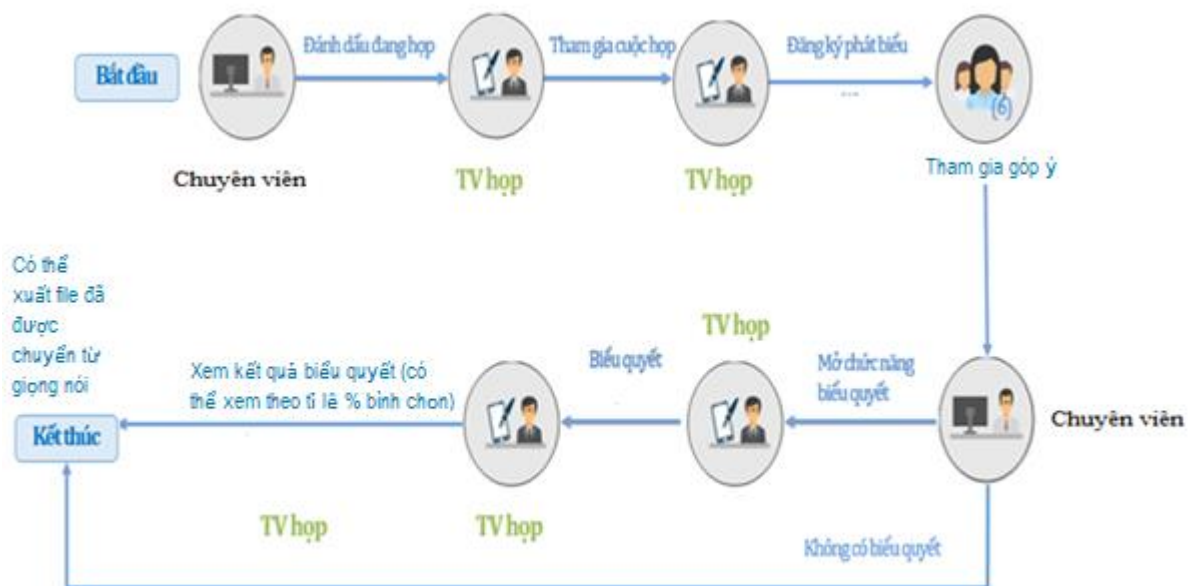 Bắt đầu
Đánh dấu đang họp
Tham gia cuộc họp
Đăng ký phát biểu
....
(6)
Chuyên viên
TV họp
TV họp
Tham gia góp ý
Có thể
xuất file đã
được
chuyển từ
giọng nói
Kết thúc
Xem kết quả biểu quyết (có
thể xem theo tỉ lệ % bình chọn)
Biểu quyết
TV họp
Mở chức năng
biểu quyết
Chuyên viên
TV họp
TV họp
Không có biểu quyết